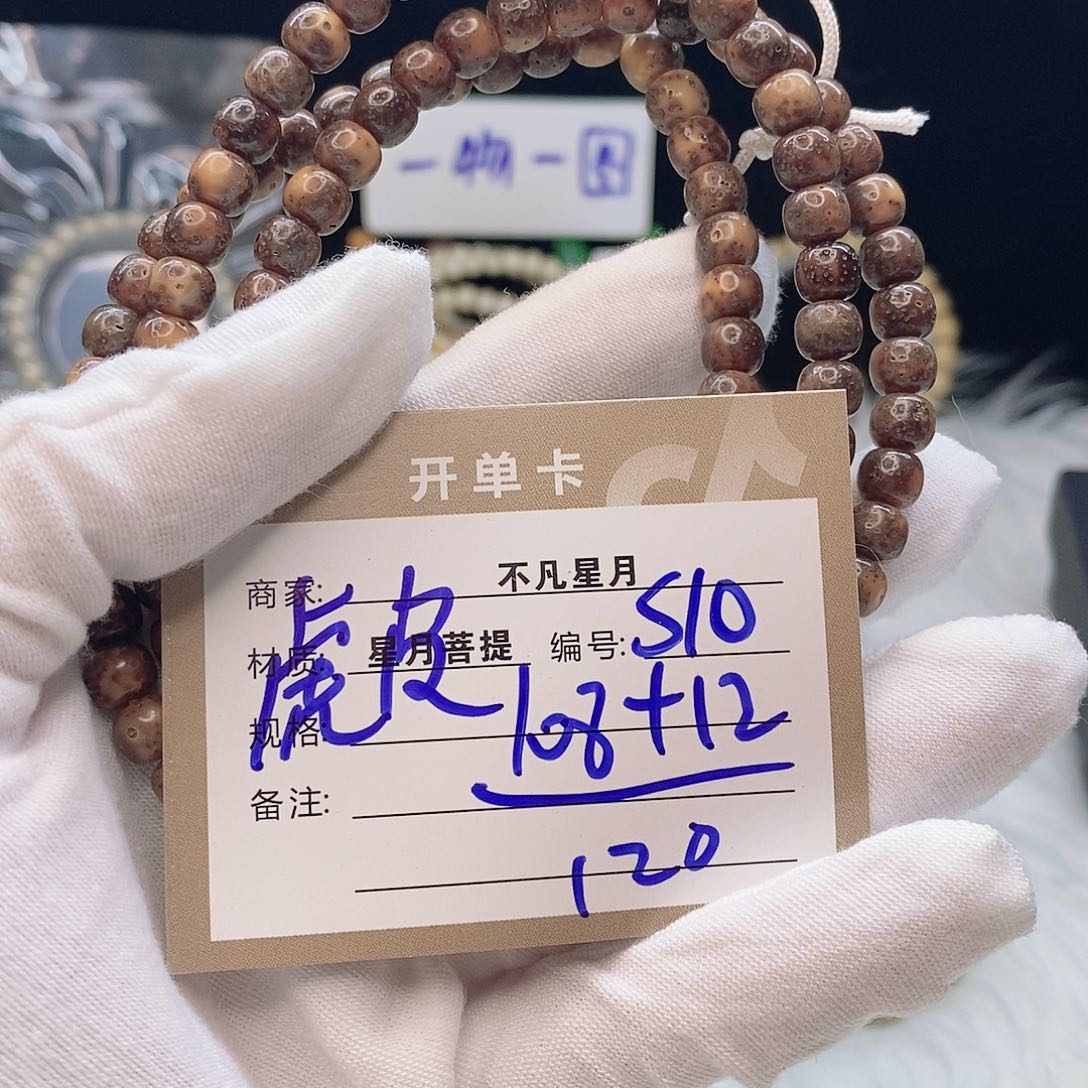 一物一图
开单卡
商家: 不凡星月
材质: 星月菩提 编号: S10
虎皮
规格: 108+12
备注:
120